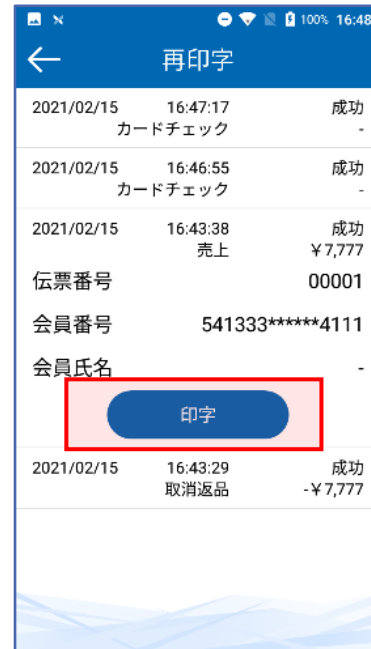 100% 16:48
再印字
2021/02/15 16:47:17 成功
カードチェック -
2021/02/15 16:46:55 成功
カードチェック -
2021/02/15 16:43:38 成功
売上 ¥7,777
伝票番号 00001
会員番号 541333******4111
会員氏名 -
印字
2021/02/15 16:43:29 成功
取消返品 -¥7,777